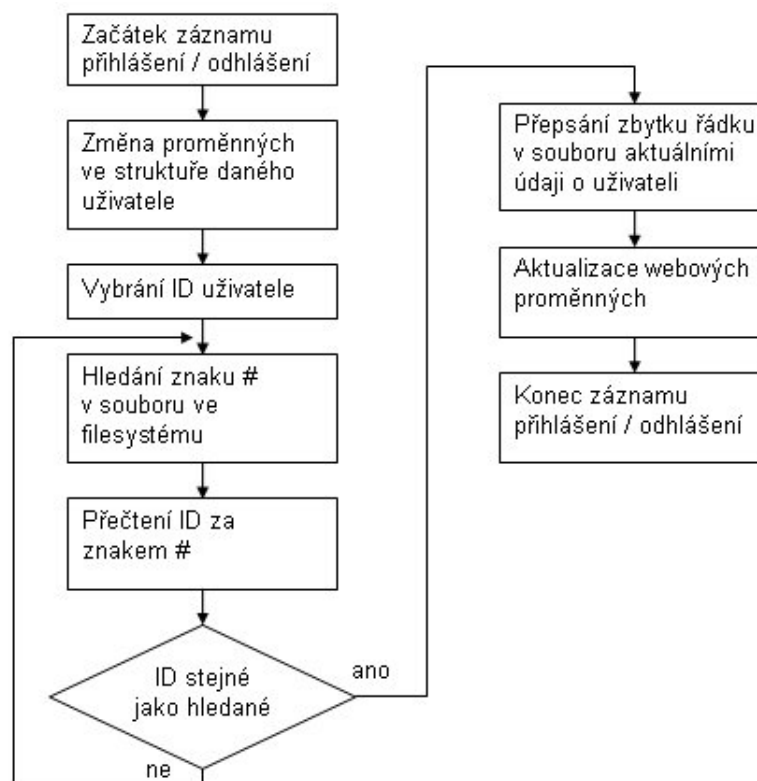 Začátek záznamu
přihlášení / odhlášení
Změna proměnných
ve struktuře daného
uživatele
Vybrání ID uživatele
Hledání znaku #
v souboru ve
filesystému
Přečtení ID za
znakem #
ID stejné
jako hledané
ano
ne
Přepsání zbytku řádku
v souboru aktuálními
údaji o uživateli
Aktualizace webových
proměnných
Konec záznamu
přihlášení / odhlášení